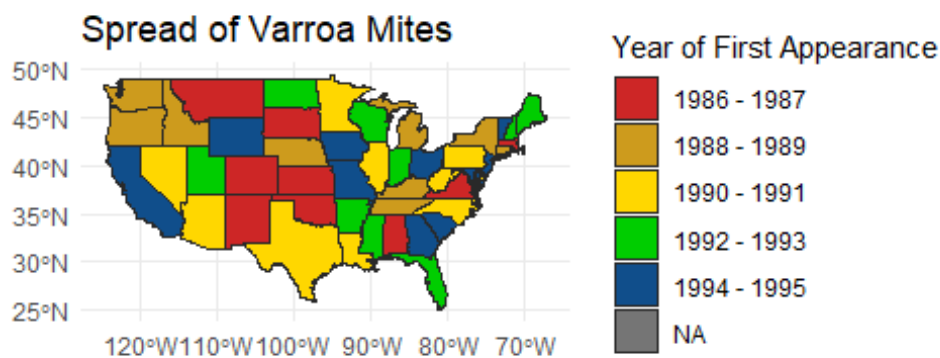 Spread of Varroa Mites
50°N
45°N
40°N
35°N
30°N
25°N
120°W110°W100°W 90°W 80°W 70°W
Year of First Appearance
1986 - 1987
1988 - 1989
1990 - 1991
1992 - 1993
1994 - 1995
NA